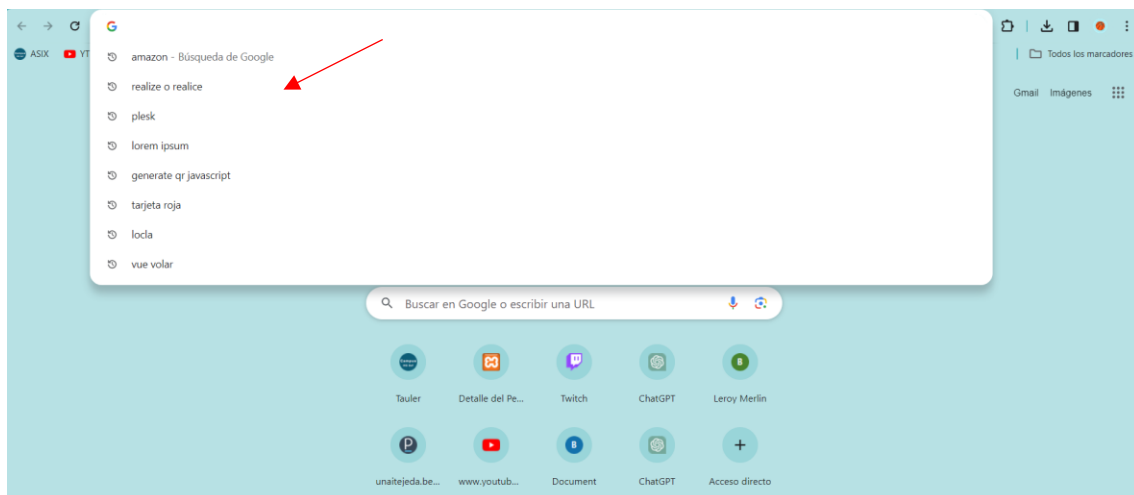 amazon - Búsqueda de Google
ASIX
YT
Todos los marcadores
realize o realice
Gmail
Imágenes
plesk
lorem ipsum
generate qr javascript
tarjeta roja
locla
vue volar
Buscar en Google o escribir una URL
Tauler
Detalle del Pe...
Twitch
ChatGPT
Leroy Merlin
unaitejeda.be...
www.youtub...
Document
ChatGPT
Acceso directo